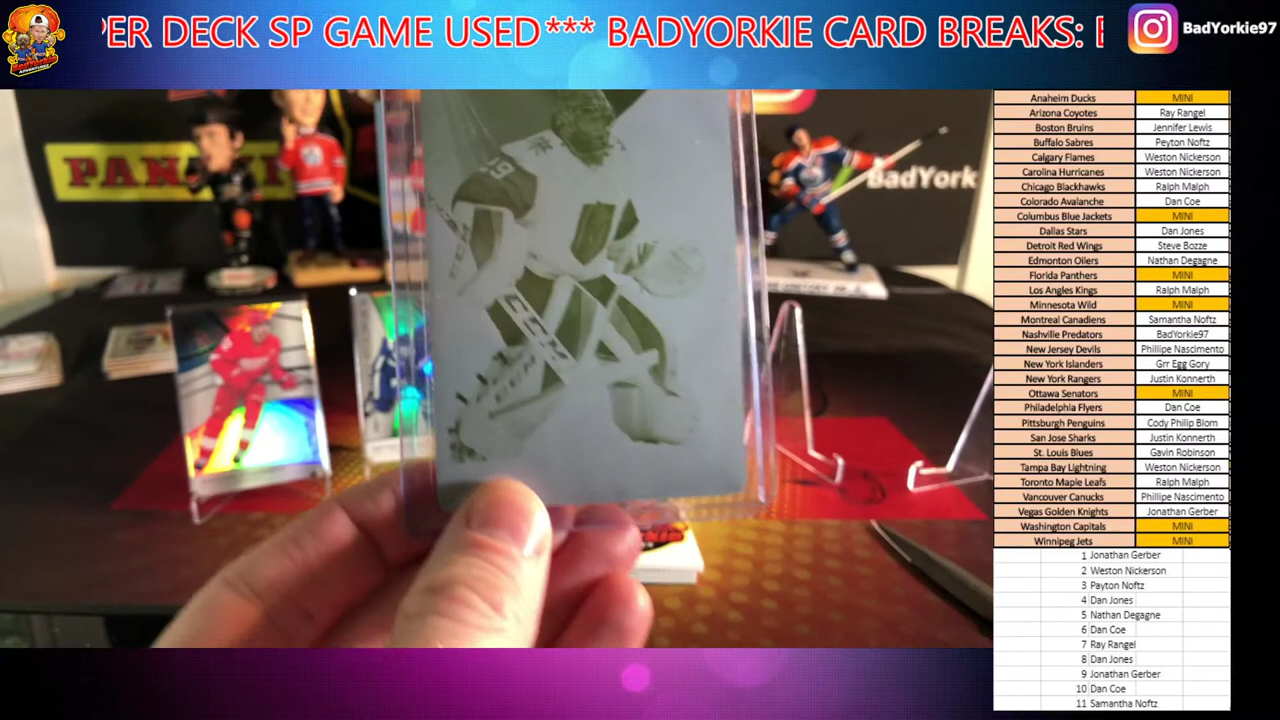 PER DECK SP GAME USED*** BADYORKIE CARD BREAKS:
BadYorkie97
PANINI
BadYork
CCM
Anaheim Ducks MINI
Arizona Coyotes Ray Rangel
Boston Bruins Jennifer Lewis
Buffalo Sabres Peyton Noftz
Calgary Flames Weston Nickerson
Carolina Hurricanes Weston Nickerson
Chicago Blackhawks Ralph Malph
Colorado Avalanche Dan Coe
Columbus Blue Jackets MINI
Dallas Stars Dan Jones
Detroit Red Wings Steve Bozze
Edmonton Oilers Nathan Degagne
Florida Panthers MINI
Los Angles Kings Ralph Malph
Minnesota Wild MINI
Montreal Canadiens Samantha Noftz
Nashville Predators BadYorkie97
New Jersey Devils Phillipe Nascimento
New York Islanders Grr Egg Gory
New York Rangers Justin Konnerth
Ottawa Senators MINI
Philadelphia Flyers Dan Coe
Pittsburgh Penguins Cody Philip Blom
San Jose Sharks Justin Konnerth
St. Louis Blues Gavin Robinson
Tampa Bay Lightning Weston Nickerson
Toronto Maple Leafs Ralph Malph
Vancouver Canucks Phillipe Nascimento
Vegas Golden Knights Jonathan Gerber
Washington Capitals MINI
Winnipeg Jets MINI
1 Jonathan Gerber
2 Weston Nickerson
3 Payton Noftz
4 Dan Jones
5 Nathan Degagne
6 Dan Coe
7 Ray Rangel
8 Dan Jones
9 Jonathan Gerber
10 Dan Coe
11 Samantha Noftz